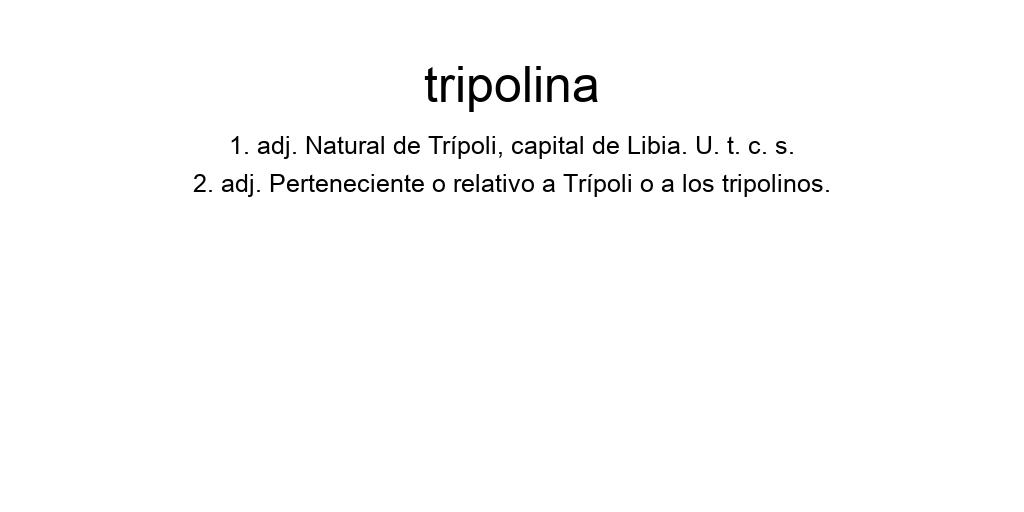 tripolina
1. adj. Natural de Trípoli, capital de Libia. U. t. c. s.
2. adj. Perteneciente o relativo a Trípoli o a los tripolinos.